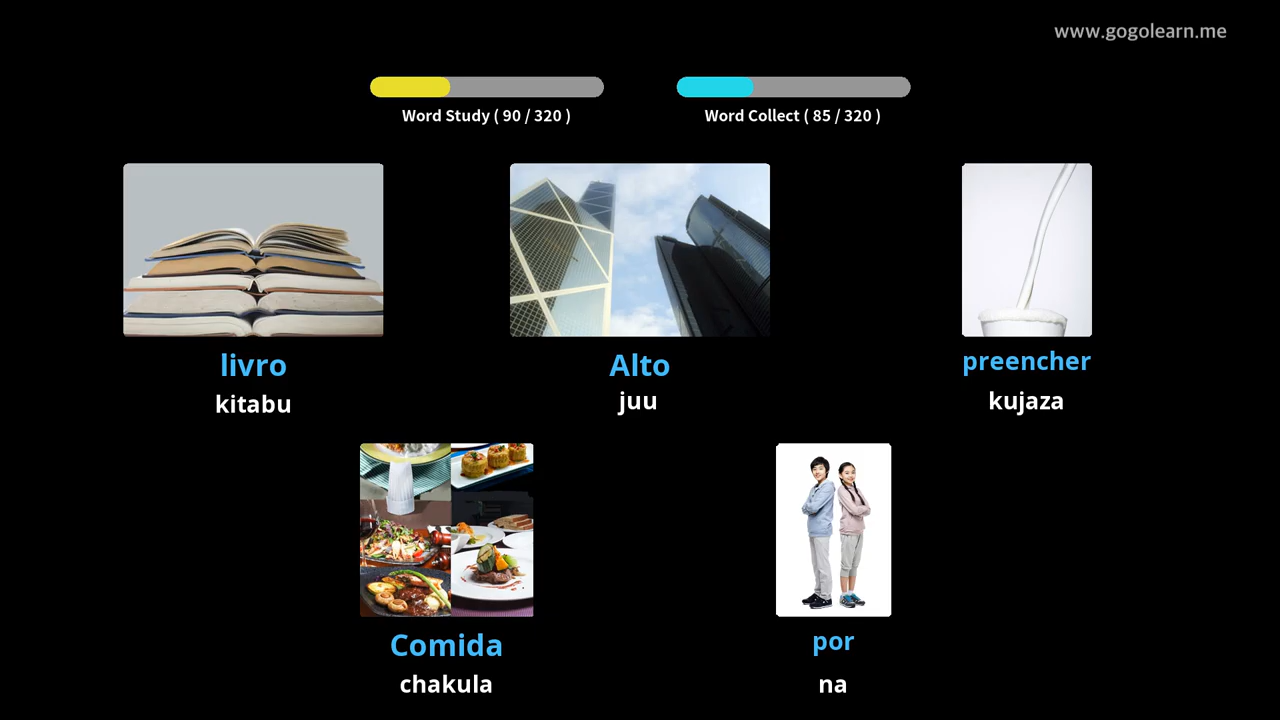 www.gogolearn.me
Word Study ( 90 / 320 )
Word Collect ( 85 / 320 )
livro
kitabu
Alto
juu
preencher
kujaza
Comida
chakula
por
na